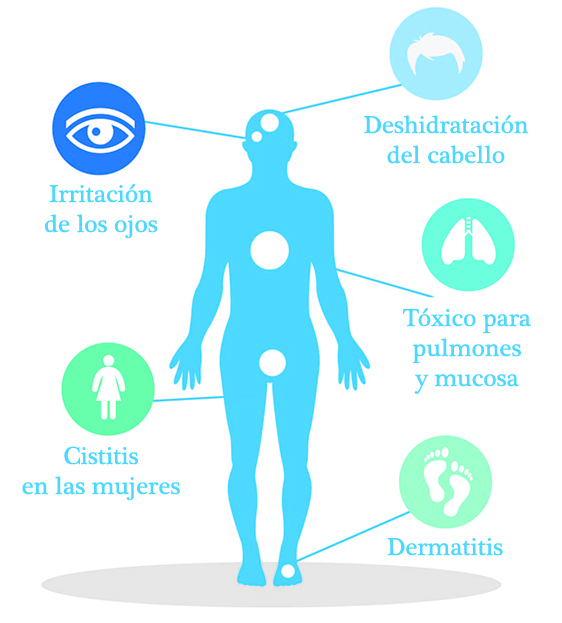 Deshidratación
del cabello
Irritación
de los ojos
Tóxico para
pulmones
y mucosa
Cistitis
en las mujeres
Dermatitis